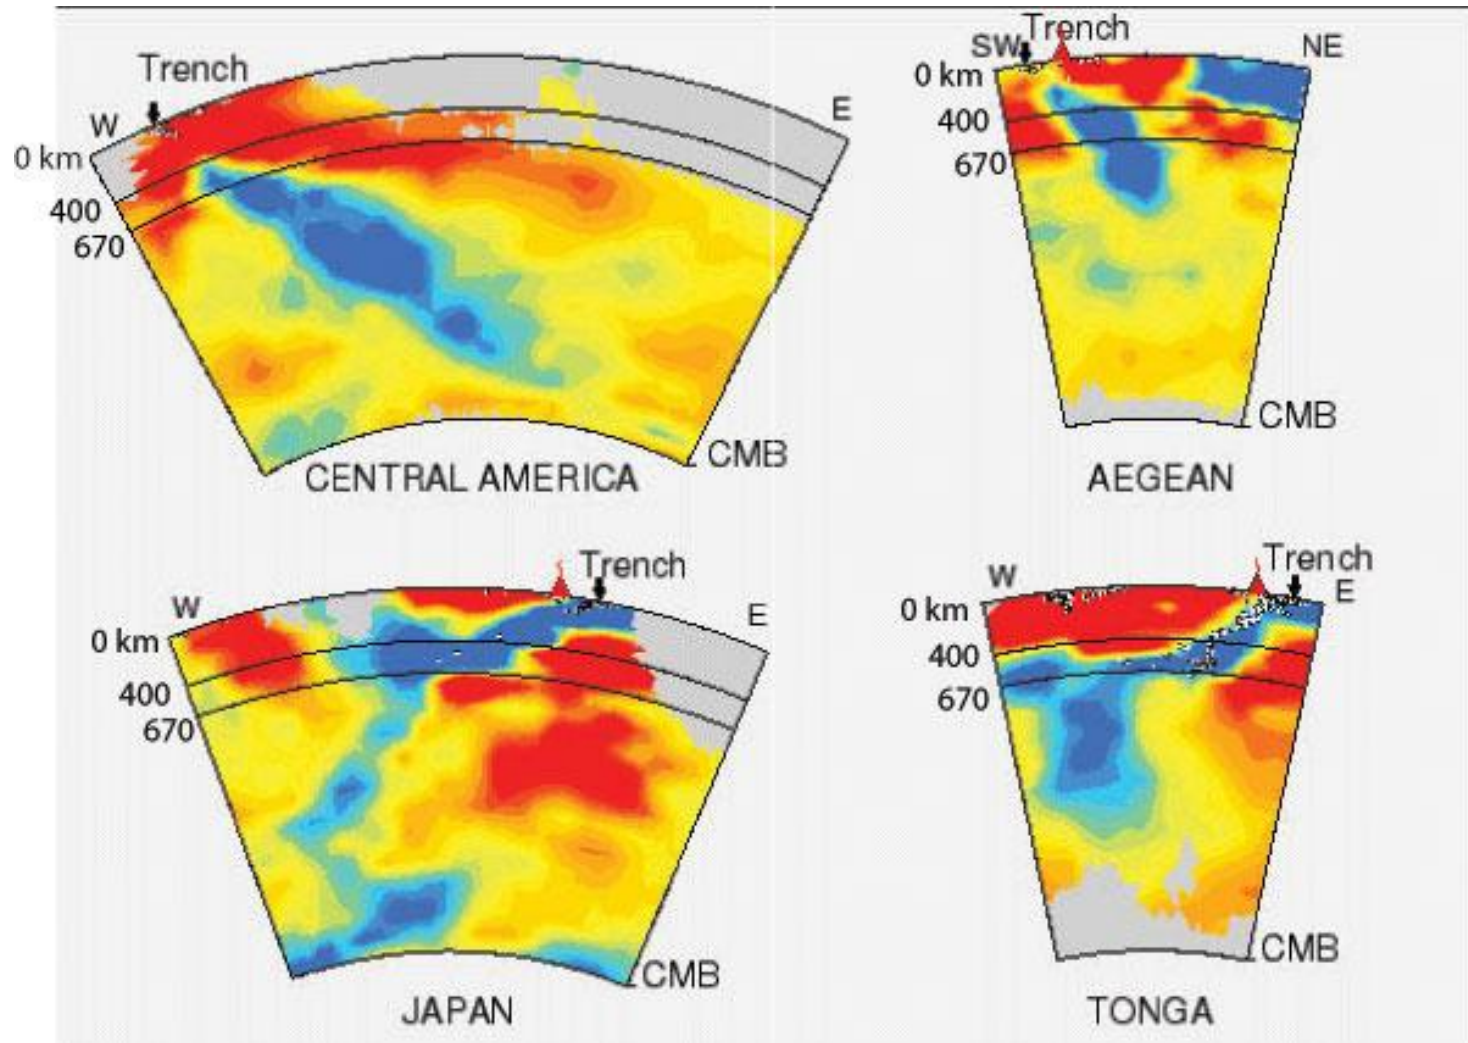 Trench
W
E
0 km
400
670
CMB
CENTRAL AMERICA
Trench
SW
NE
0 km
400
670
CMB
AEGEAN
Trench
W
E
0 km
400
670
CMB
JAPAN
Trench
W
E
0 km
400
670
CMB
TONGA